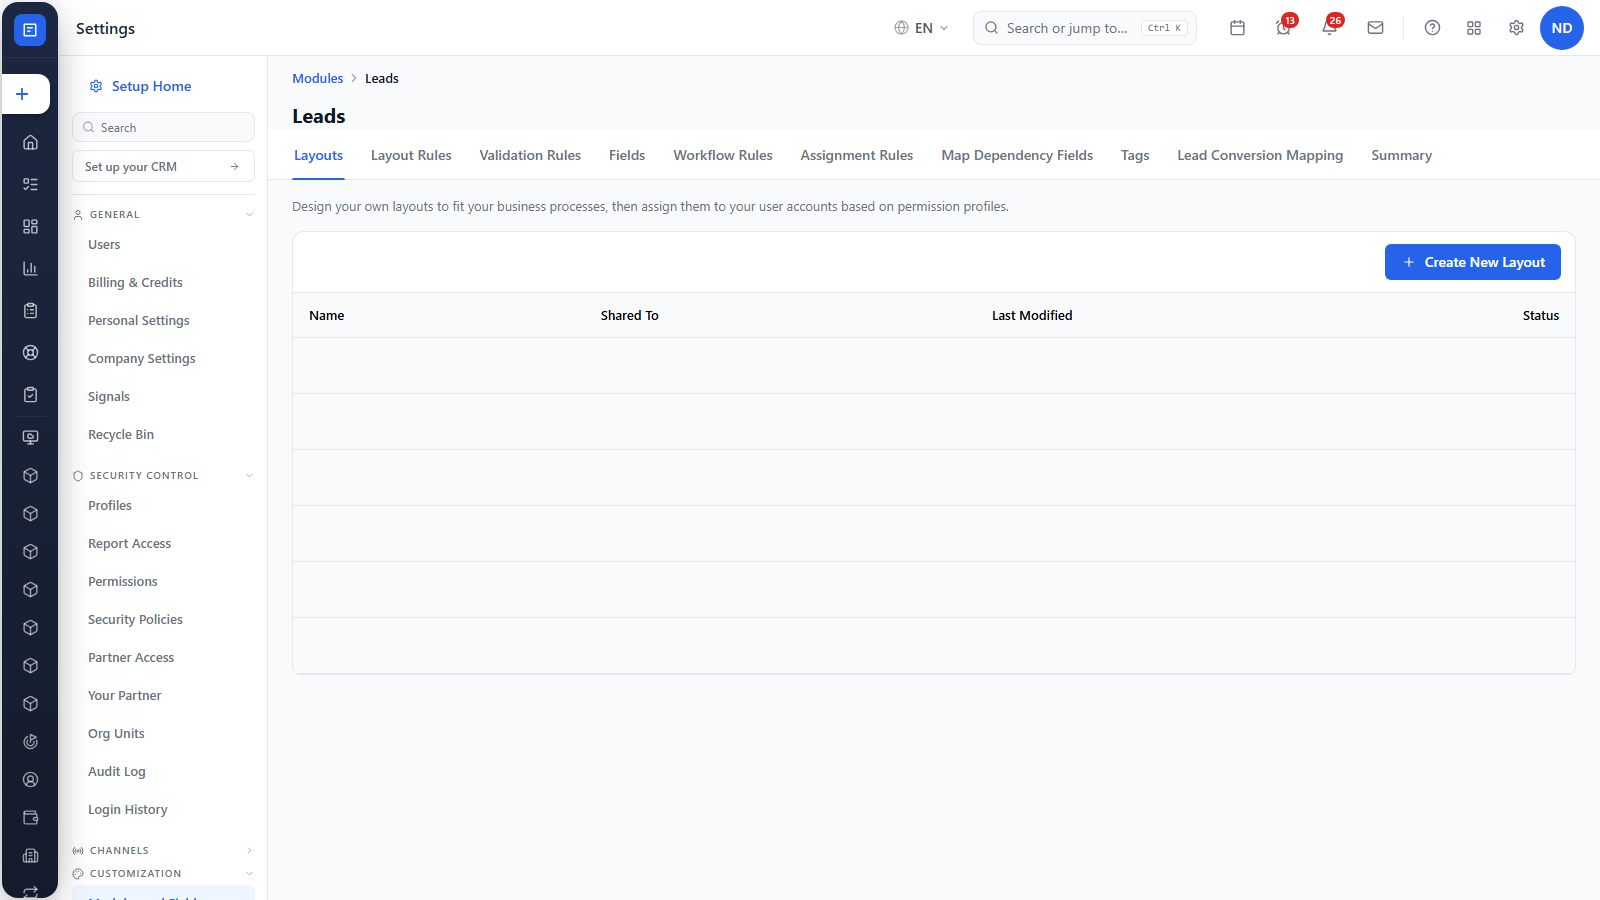 Settings
EN
Search or jump to...
Ctrl K
13
26
ND
Setup Home
Search
Set up your CRM
GENERAL
Users
Billing & Credits
Personal Settings
Company Settings
Signals
Recycle Bin
SECURITY CONTROL
Profiles
Report Access
Permissions
Security Policies
Partner Access
Your Partner
Org Units
Audit Log
Login History
CHANNELS
CUSTOMIZATION
Modules > Leads
Leads
Layouts
Layout Rules
Validation Rules
Fields
Workflow Rules
Assignment Rules
Map Dependency Fields
Tags
Lead Conversion Mapping
Summary
Design your own layouts to fit your business processes, then assign them to your user accounts based on permission profiles.
Create New Layout
Name
Shared To
Last Modified
Status